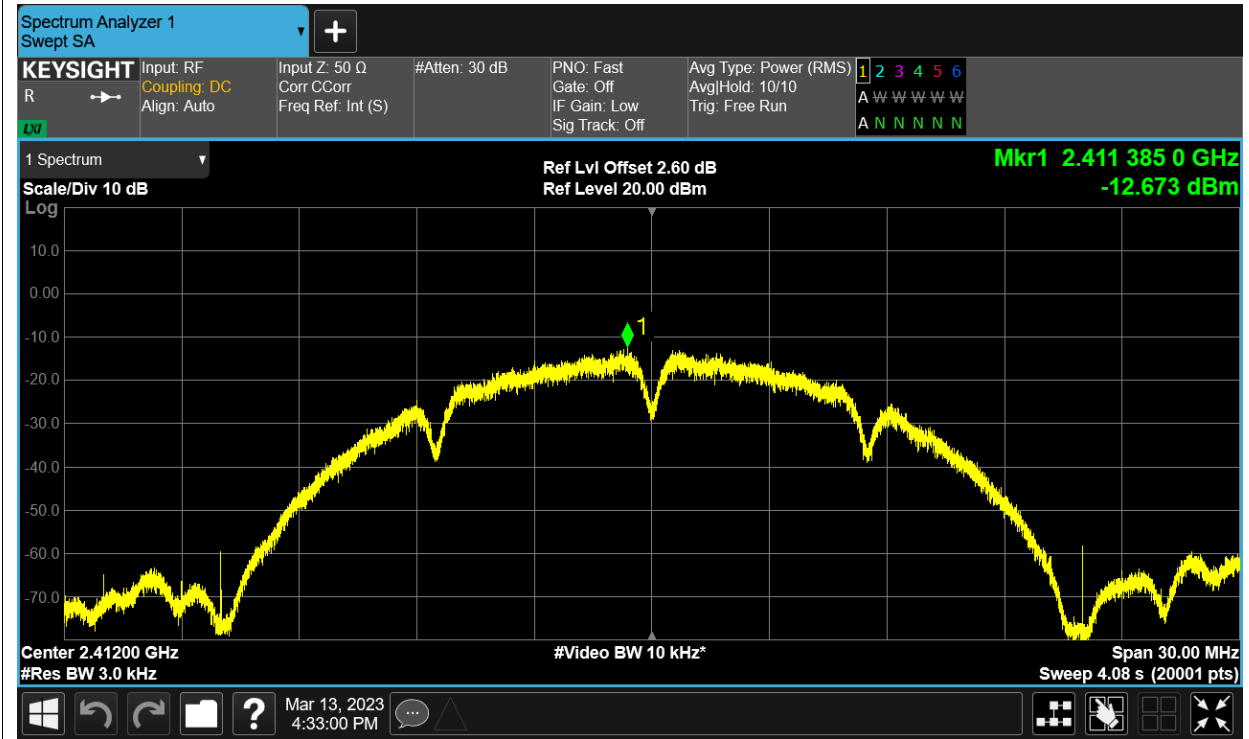 Spectrum Analyzer 1
Swept SA
KEYSIGHT
R
LXI
Input: RF
Coupling: DC
Align: Auto
Input Z: 50 Ω
Corr CCorr
Freq Ref: Int (S)
#Atten: 30 dB
PNO: Fast
Gate: Off
IF Gain: Low
Sig Track: Off
Avg Type: Power (RMS)
Avg|Hold: 10/10
Trig: Free Run
1 2 3 4 5 6
A W W W W W
A N N N N N
1 Spectrum
Scale/Div 10 dB
Log
Ref Lvl Offset 2.60 dB
Ref Level 20.00 dBm
Mkr1 2.411 385 0 GHz
-12.673 dBm
10.0
0.00
-10.0
-20.0
-30.0
-40.0
-50.0
-60.0
-70.0
1
Center 2.41200 GHz
#Res BW 3.0 kHz
#Video BW 10 kHz*
Span 30.00 MHz
Sweep 4.08 s (20001 pts)
?
Mar 13, 2023
4:33:00 PM